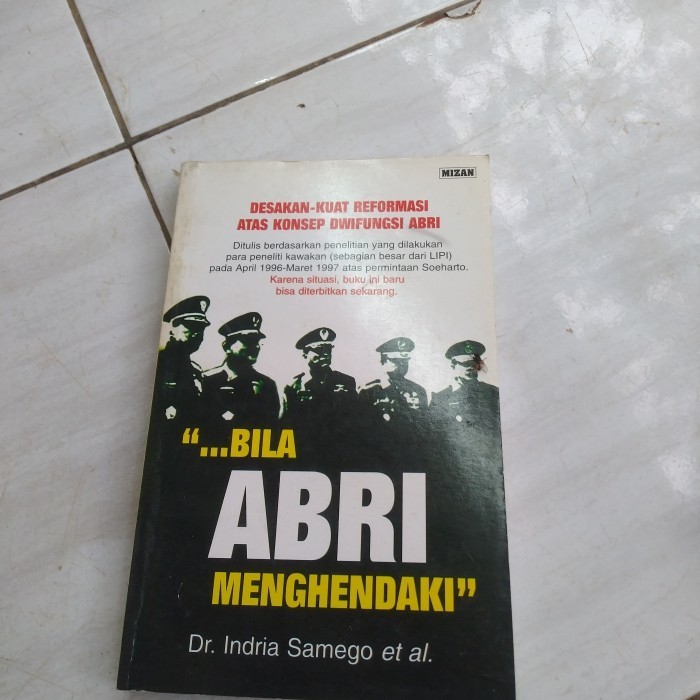 MIZAN
DESAKAN-KUAT REFORMASI
ATAS KONSEP DWIFUNGSI ABRI
Ditulis berdasarkan penelitian yang dilakukan
para peneliti kawakan (sebagian besar dari LIPI)
pada April 1996-Maret 1997 atas permintaan Soeharto.
Karena situasi, buku ini baru
bisa diterbitkan sekarang.
“...BILA
ABRI
MENGHENDAKI”
Dr. Indria Samego et al.